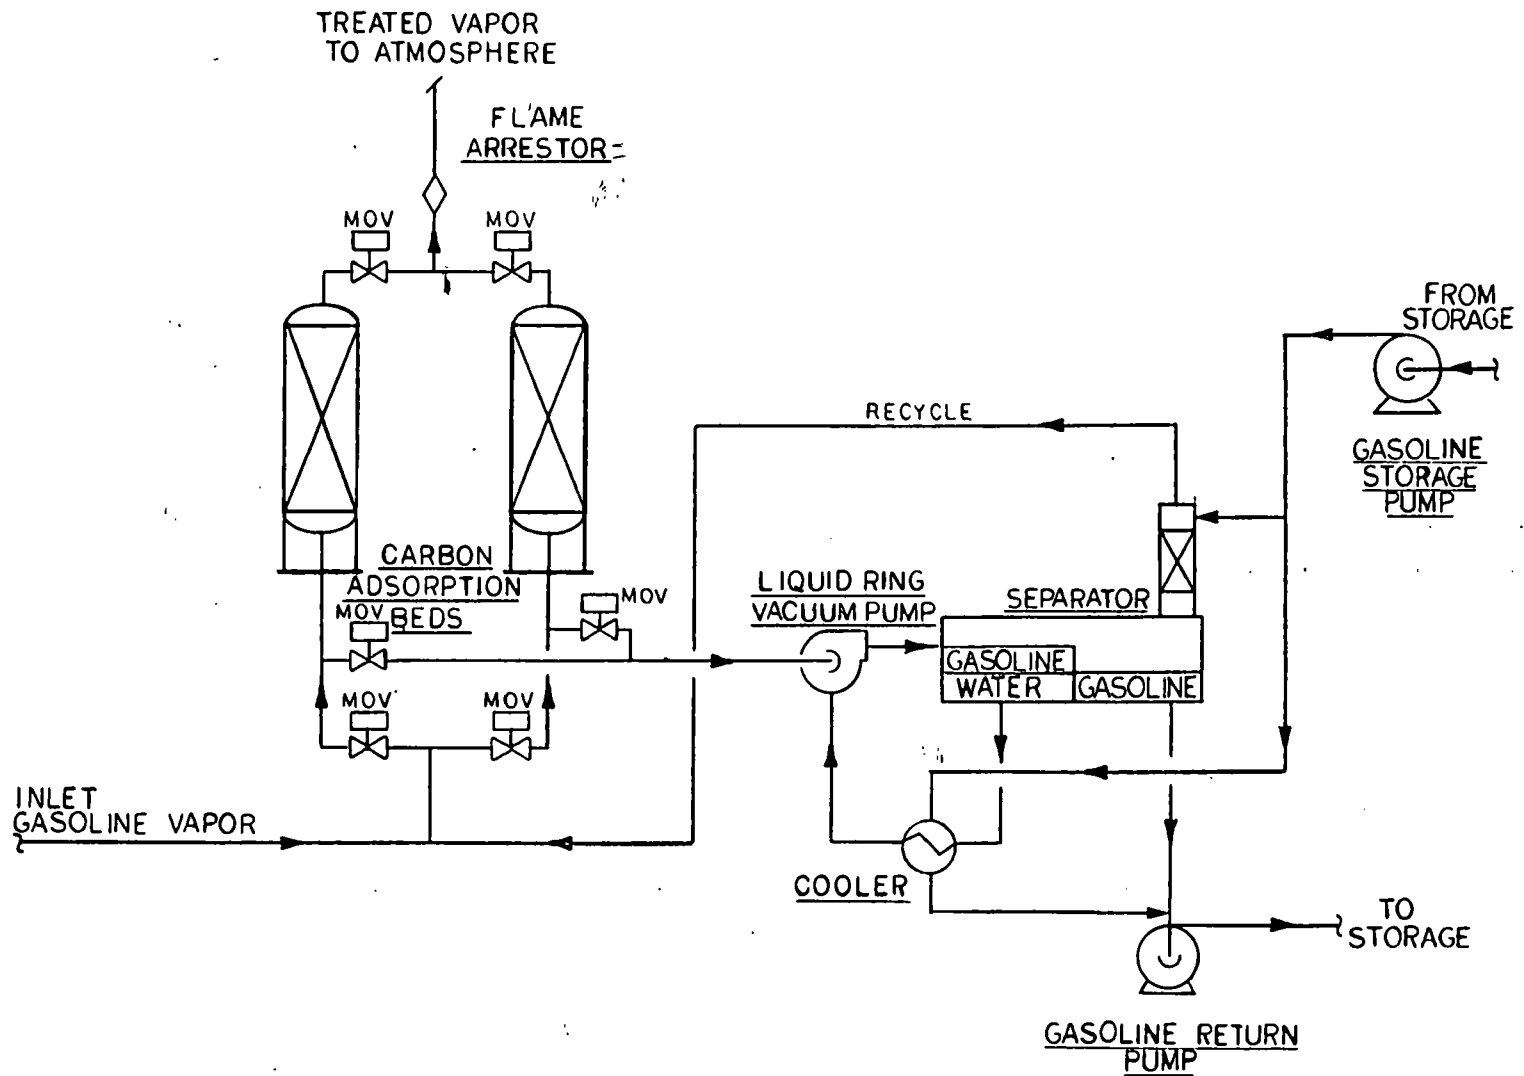 TREATED VAPOR
TO ATMOSPHERE
FLAME
ARRESTOR
MOV
MOV
FROM
STORAGE
RECYCLE
GASOLINE
STORAGE
PUMP
CARBON
ADSORPTION
BEDS
MOV
MOV
LIQUID RING
VACUUM PUMP
SEPARATOR
GASOLINE
WATER
GASOLINE
MOV
MOV
INLET
GASOLINE VAPOR
COOLER
TO
STORAGE
GASOLINE RETURN
PUMP